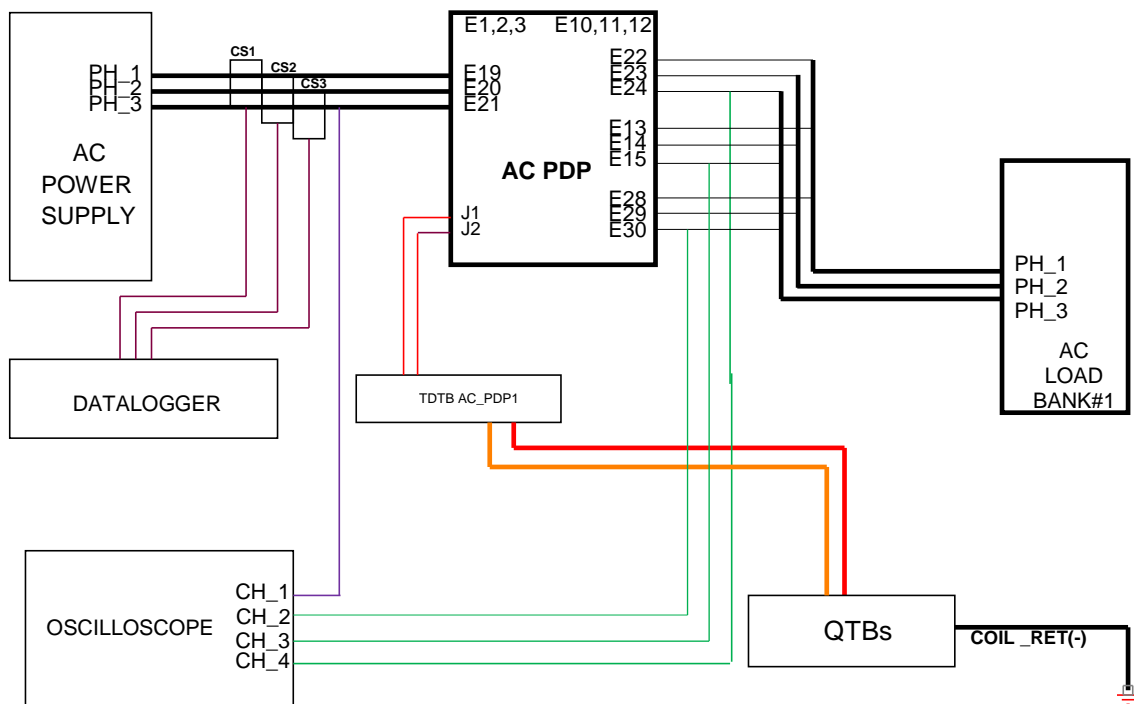 E1,2,3 E10,11,12
CS1
CS2
CS3
PH_1
PH_2
PH_3
AC
POWER
SUPPLY
E19
E20
E21
AC PDP
J1
J2
E22
E23
E24
E13
E14
E15
E28
E29
E30
PH_1
PH_2
PH_3
AC
LOAD
BANK#1
DATALOGGER
TDTB AC_PDP1
OSCILLOSCOPE
CH_1
CH_2
CH_3
CH_4
QTBs
COIL _RET(-)